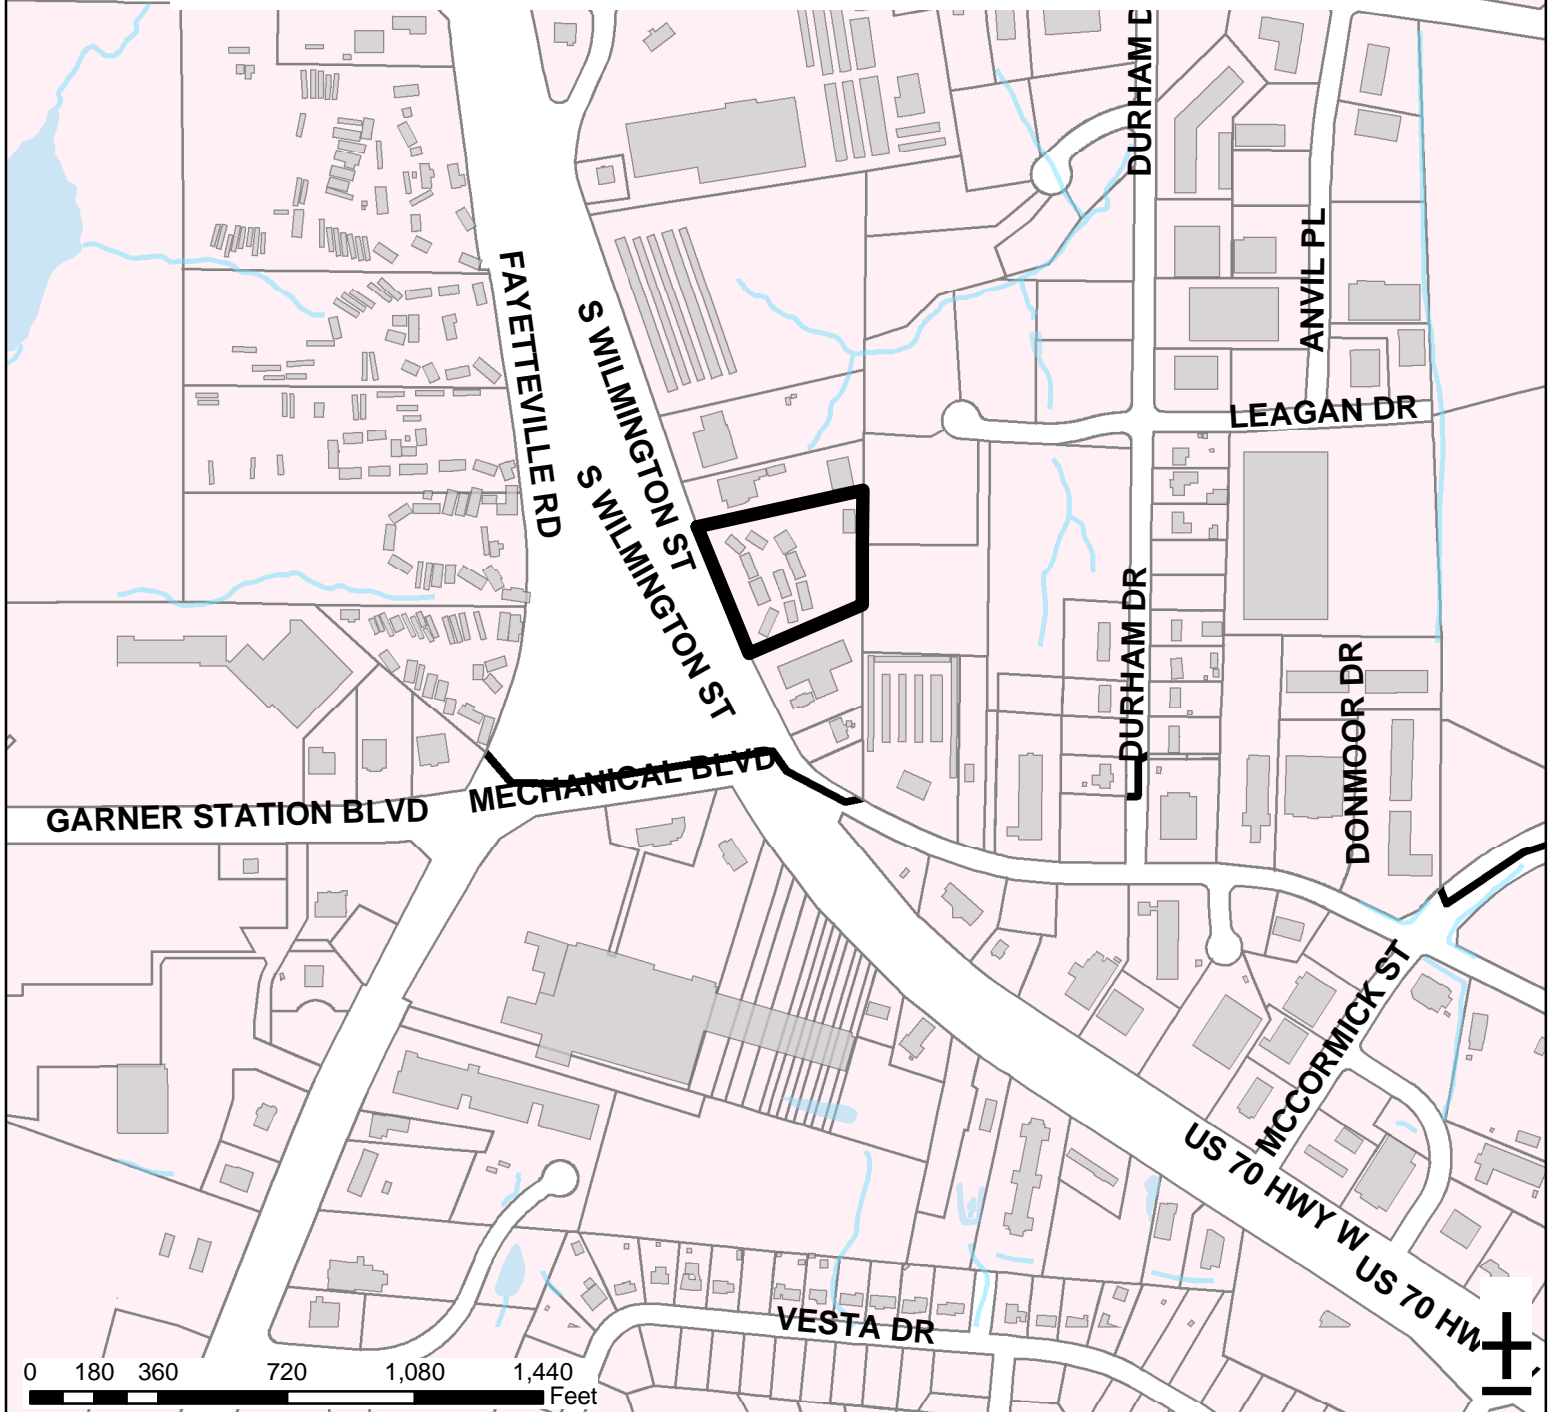 DURHAM D
ANVIL PL
FAYETTEVILLE RD
S WILMINGTON ST
S WILMINGTON ST
LEAGAN DR
DURHAM DR
DONMOOR DR
MECHANICAL BLVD
GARNER STATION BLVD
MCCORMICK ST
US 70 HWY W
US 70 HW
VESTA DR
0 180 360 720 1,080 1,440
Feet